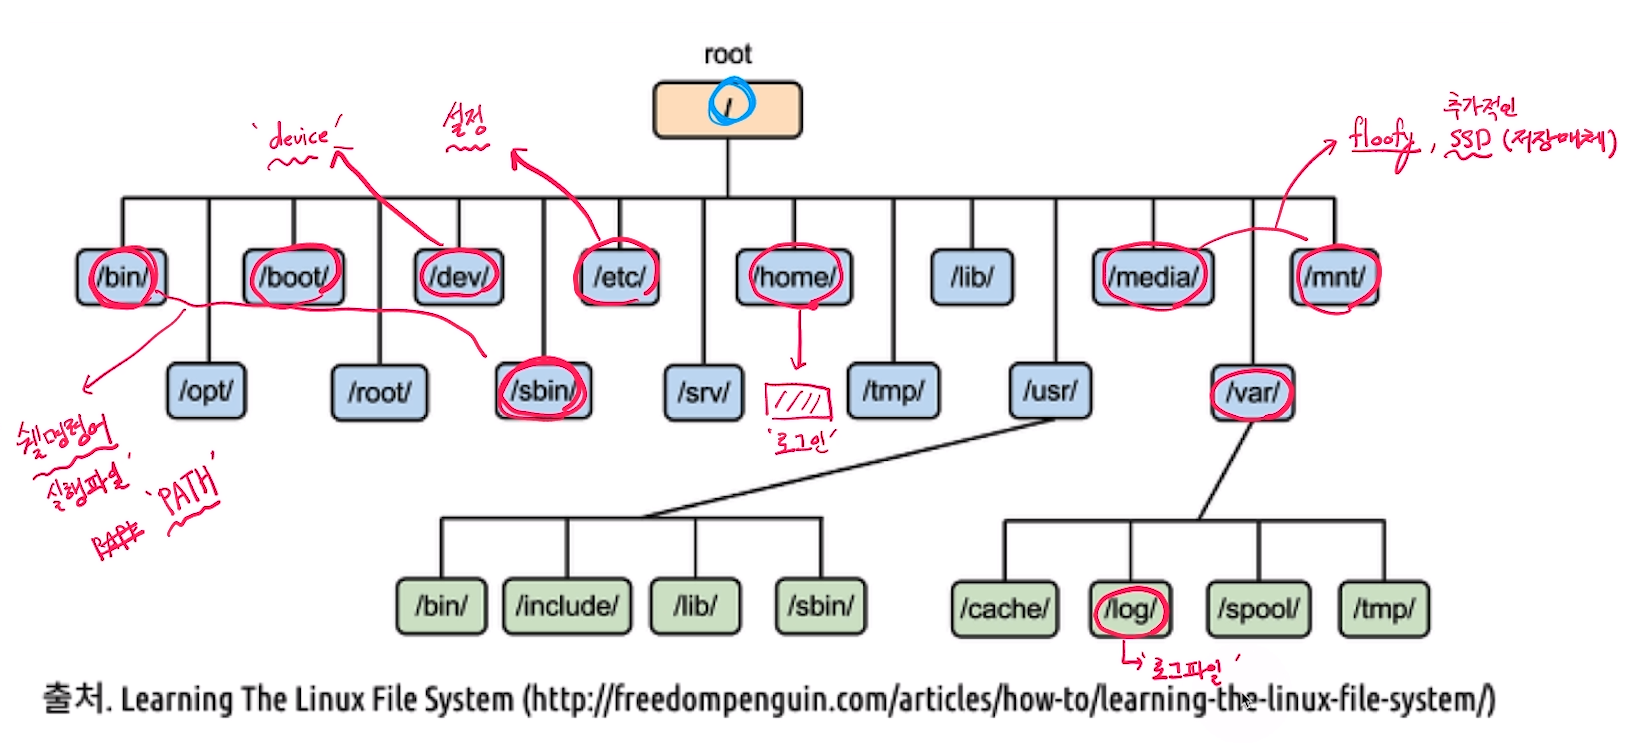 root
/
'device'
설정
추가적인
floofy, SSD (저장매체)
/bin/
/boot/
/dev/
/etc/
/home/
/lib/
/media/
/mnt/
/opt/
/root/
/sbin/
/srv/
/tmp/
/usr/
/var/
쉘명령어
실행파일'
'PATH'
'로그인'
/bin/
/include/
/lib/
/sbin/
/cache/
/log/
/spool/
/tmp/
'로그파일'
출처. Learning The Linux File System (http://freedompenguin.com/articles/how-to/learning-the-linux-file-system/)